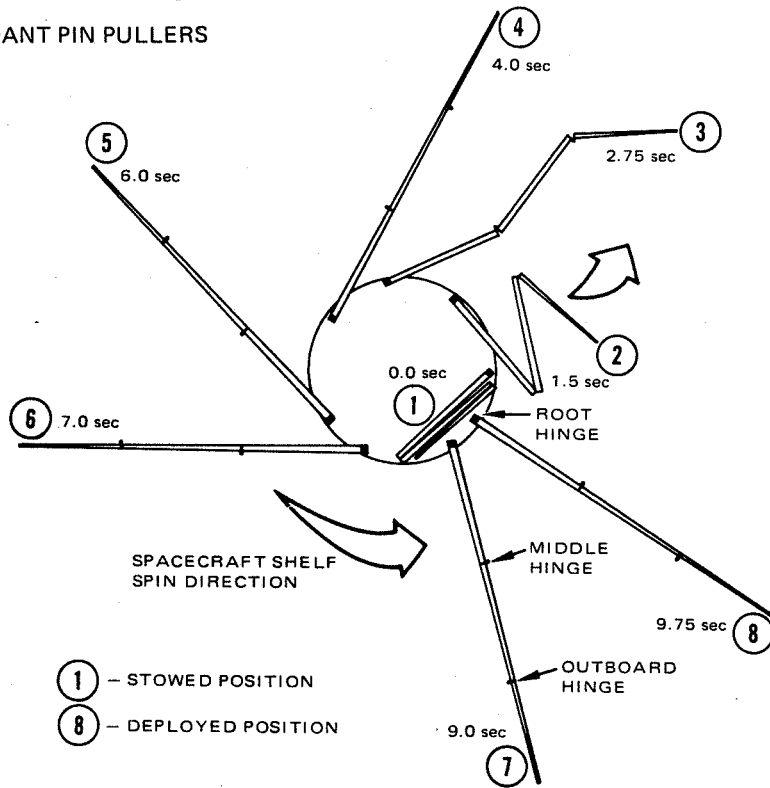 ANT PIN PULLERS
4
4.0 sec
3
2.75 sec
5
6.0 sec
2
1.5 sec
0.0 sec
1
ROOT
HINGE
6
7.0 sec
SPACECRAFT SHELF
SPIN DIRECTION
MIDDLE
HINGE
9.75 sec
8
OUTBOARD
HINGE
9.0 sec
7
1 – STOWED POSITION
8 – DEPLOYED POSITION